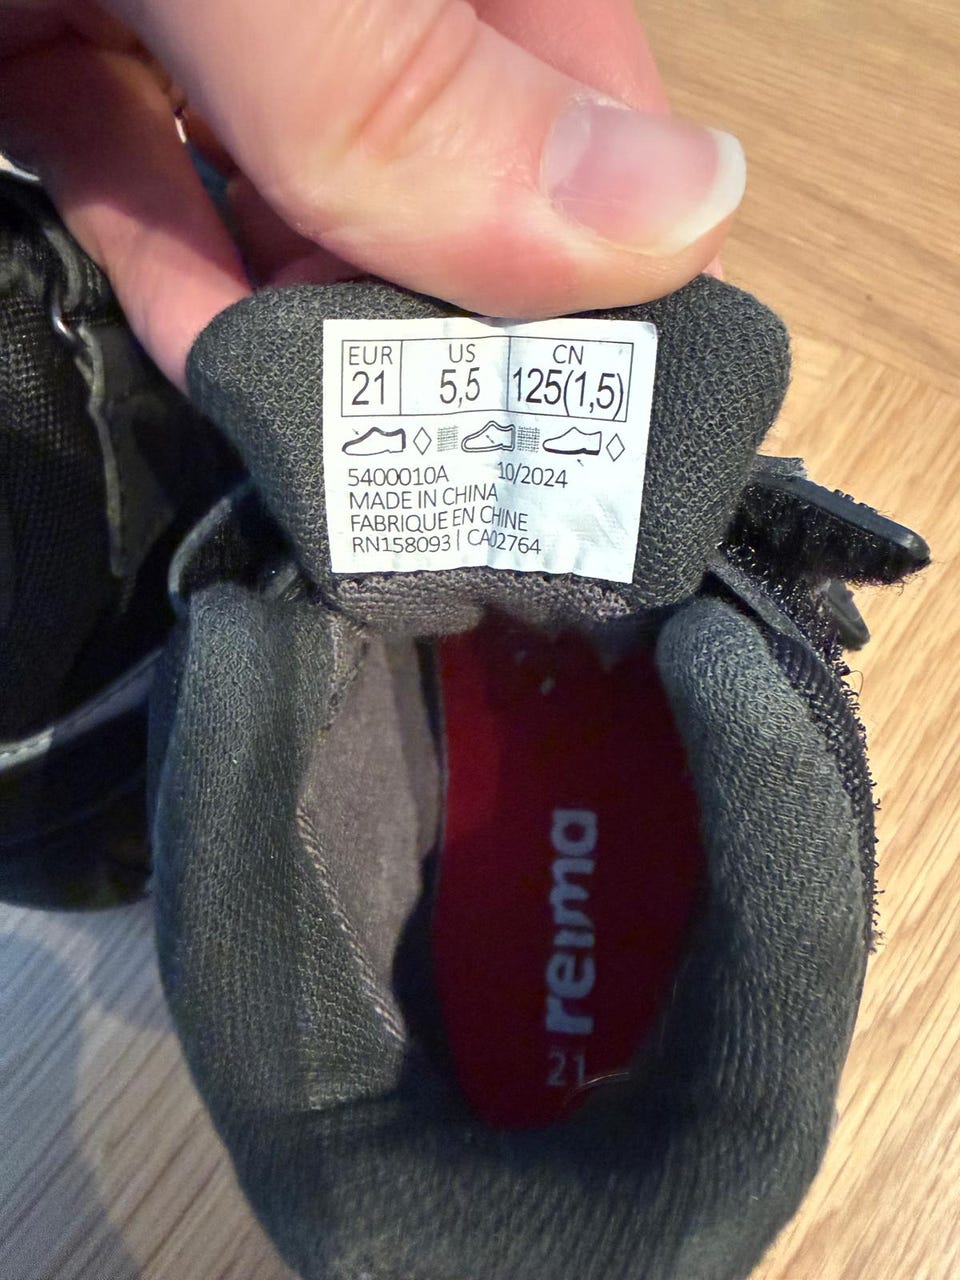 EUR US CN
21 5,5 125(1,5)
5400010A 10/2024
MADE IN CHINA
FABRIQUE EN CHINE
RN158093 | CA02764
reima
21